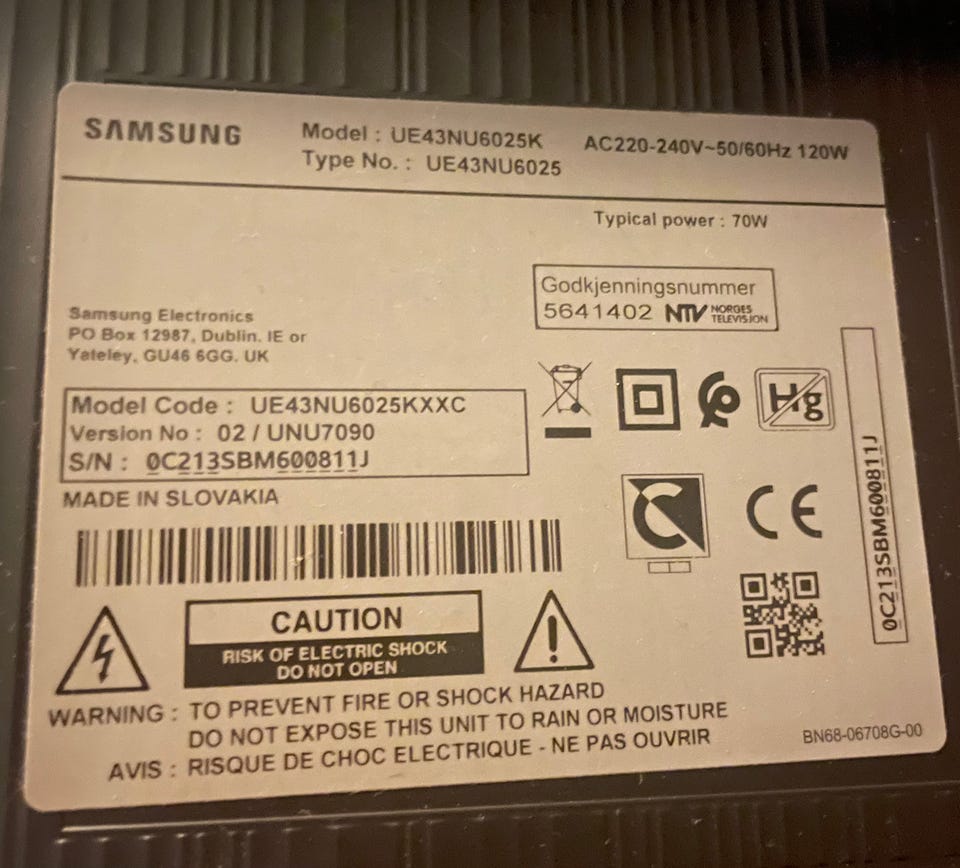 SAMSUNG
Model : UE43NU6025K
Type No. : UE43NU6025
AC220-240V~50/60Hz 120W
Typical power : 70W
Godkjenningsnummer
5641402 NTV NORGES TELEVISJON
Samsung Electronics
PO Box 12987, Dublin. IE or
Yateley, GU46 6GG. UK
Model Code : UE43NU6025KXXC
Version No : 02 / UNU7090
S/N : 0C213SBM600811J
MADE IN SLOVAKIA
Hg
C
CE
0C213SBM600811J
CAUTION
RISK OF ELECTRIC SHOCK
DO NOT OPEN
WARNING : TO PREVENT FIRE OR SHOCK HAZARD
DO NOT EXPOSE THIS UNIT TO RAIN OR MOISTURE
AVIS : RISQUE DE CHOC ELECTRIQUE - NE PAS OUVRIR
BN68-06708G-00